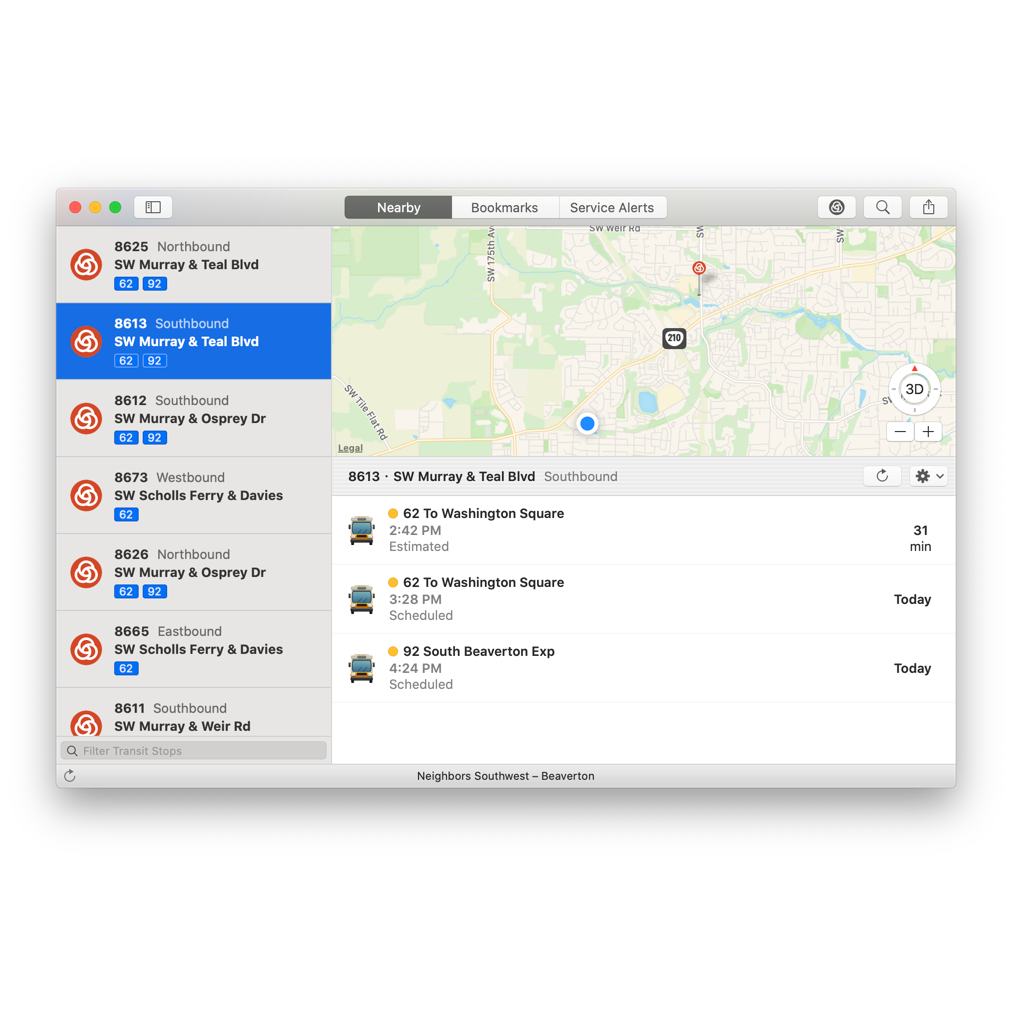 Nearby
Bookmarks
Service Alerts
8625 Northbound
SW Murray & Teal Blvd
62 92
8613 Southbound
SW Murray & Teal Blvd
62 92
8612 Southbound
SW Murray & Osprey Dr
62 92
8673 Westbound
SW Scholls Ferry & Davies
62
8626 Northbound
SW Murray & Osprey Dr
62 92
8665 Eastbound
SW Scholls Ferry & Davies
62
8611 Southbound
SW Murray & Weir Rd
Filter Transit Stops
SW Weir Rd
SW 175th Av
SW
SW
210
SW Tile Flat Rd
3D
Legal
8613 · SW Murray & Teal Blvd Southbound
62 To Washington Square
2:42 PM
Estimated
31
min
62 To Washington Square
3:28 PM
Scheduled
Today
92 South Beaverton Exp
4:24 PM
Scheduled
Today
Neighbors Southwest – Beaverton